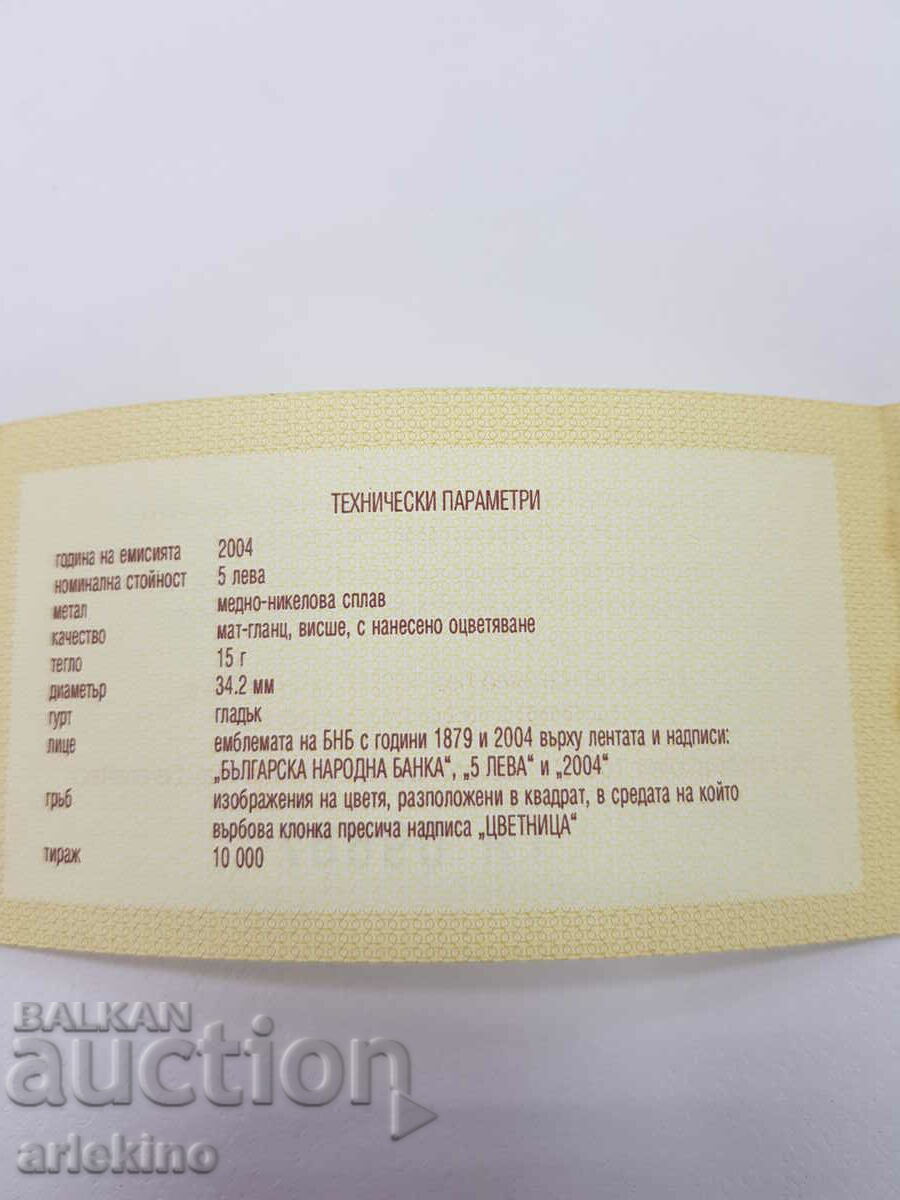 ТЕХНИЧЕСКИ ПАРАМЕТРИ
година на емисията 2004
номинална стойност 5 лева
метал медно-никелова сплав
качество мат-гланц, висше, с нанесено оцветяване
тегло 15 г
диаметър 34.2 мм
гурт гладък
лице емблемата на БНБ с години 1879 и 2004 върху лентата и надписи:
„БЪЛГАРСКА НАРОДНА БАНКА“, „5 ЛЕВА“ и „2004“
гръб изображения на цветя, разположени в квадрат, в средата на който
върбова клонка пресича надписа „ЦВЕТНИЦА“
тираж 10 000
BALKAN
auction
arlekino